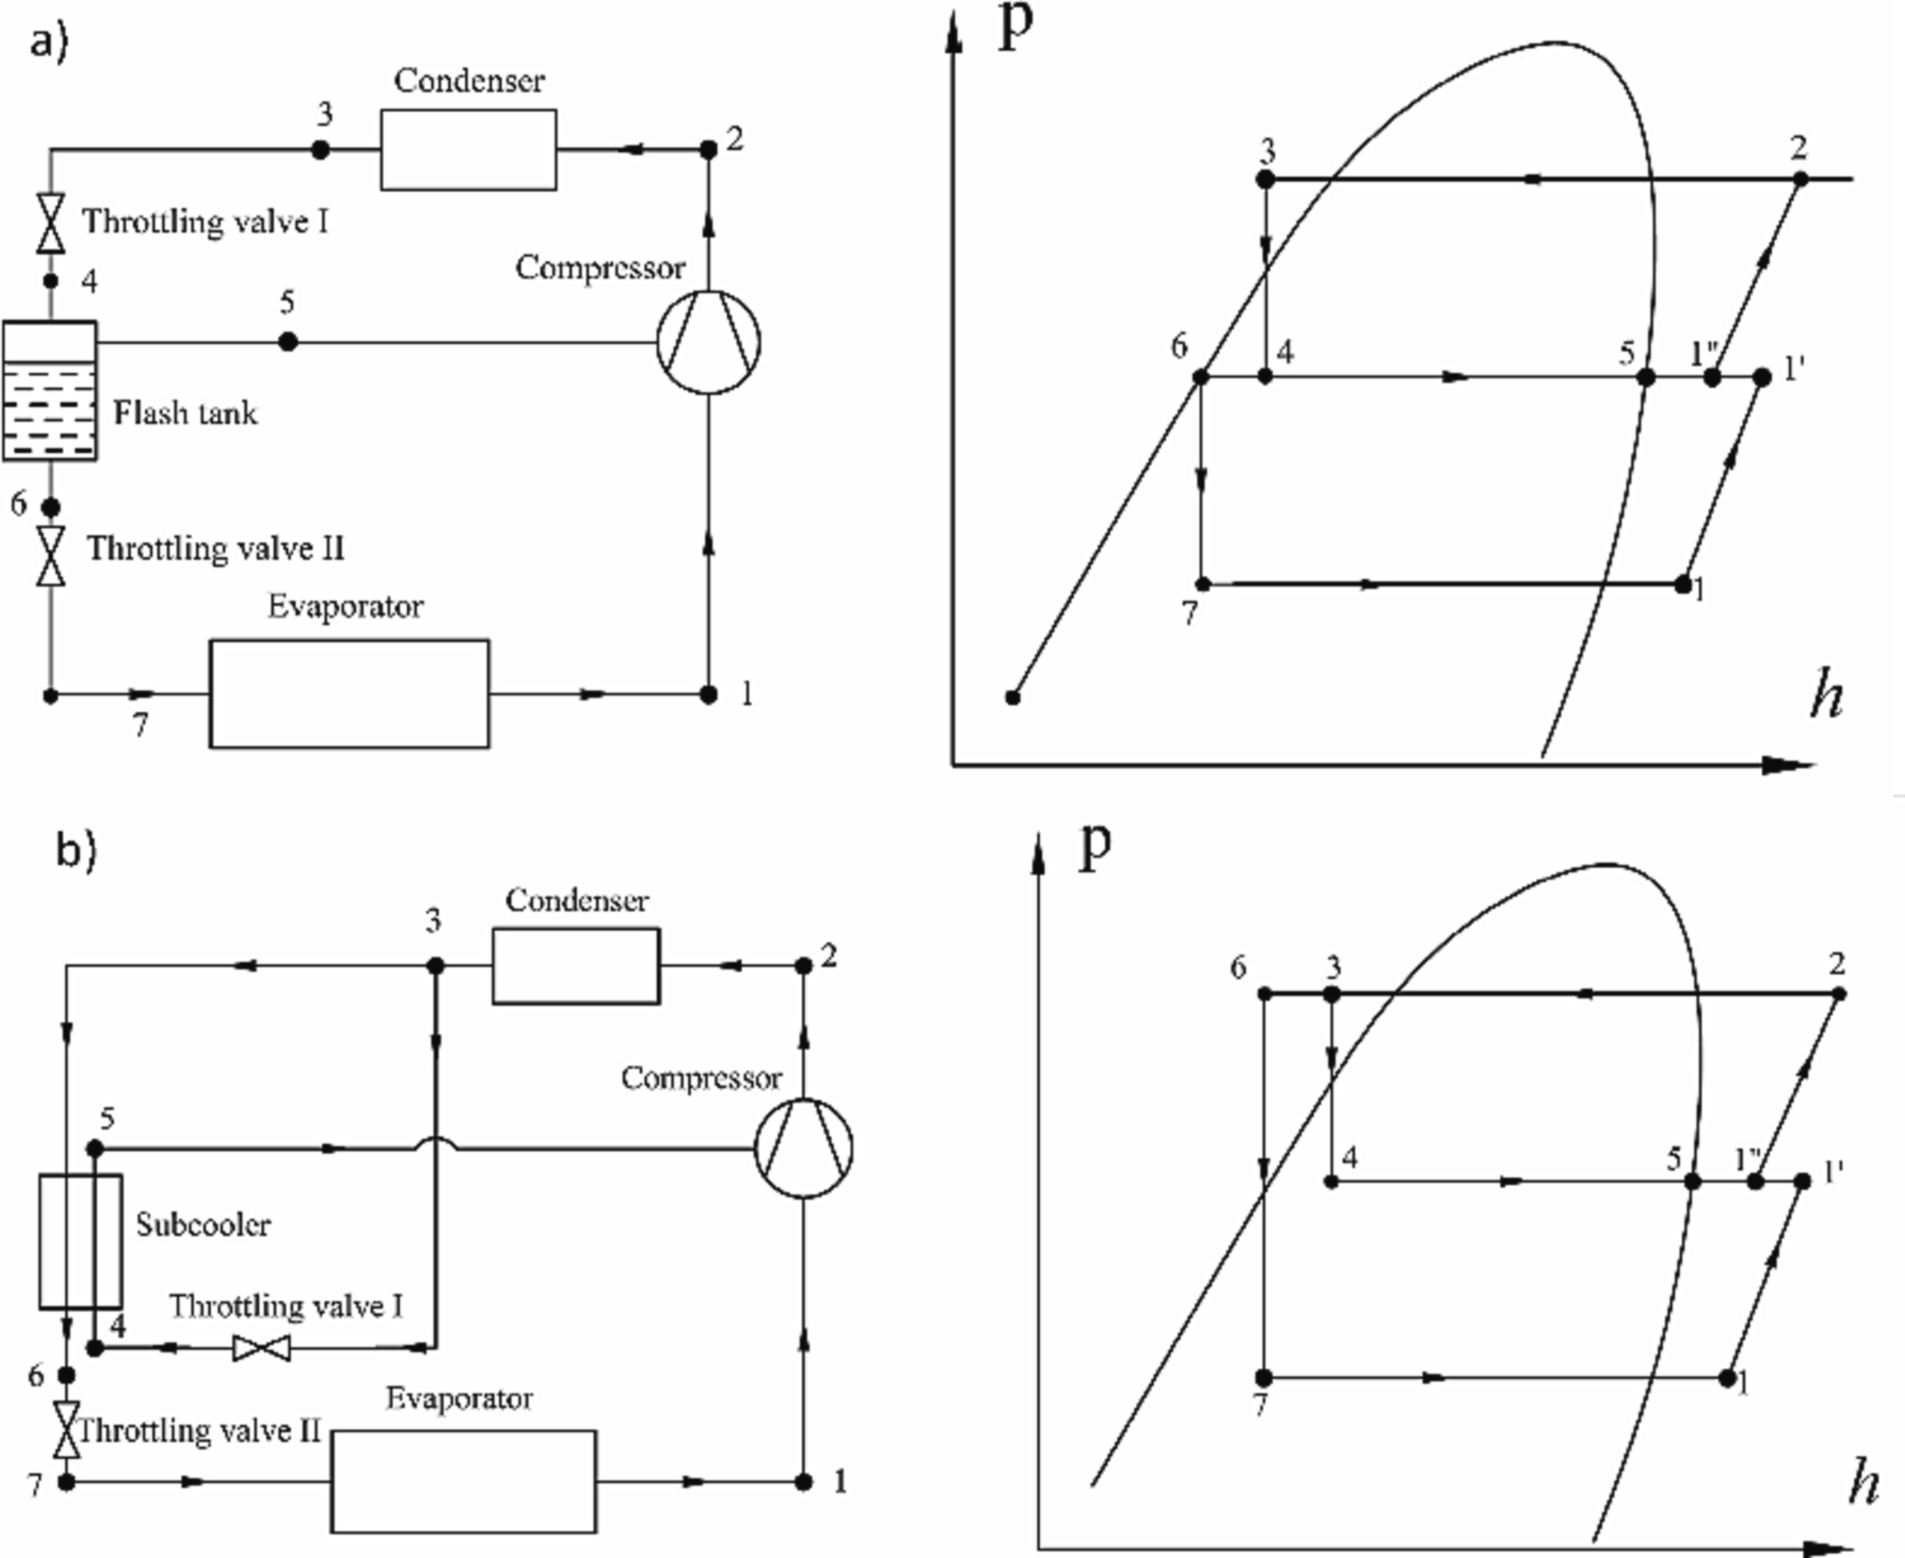 a)
Condenser
3
2
Throttling valve I
4
5
Compressor
Flash tank
6
Throttling valve II
Evaporator
7
1
p
3
2
6
4
5
1"
1'
7
1
h
b)
Condenser
3
2
Compressor
5
Subcooler
Throttling valve I
4
6
Evaporator
Throttling valve II
7
1
p
6
3
2
4
5
1"
1'
7
1
h